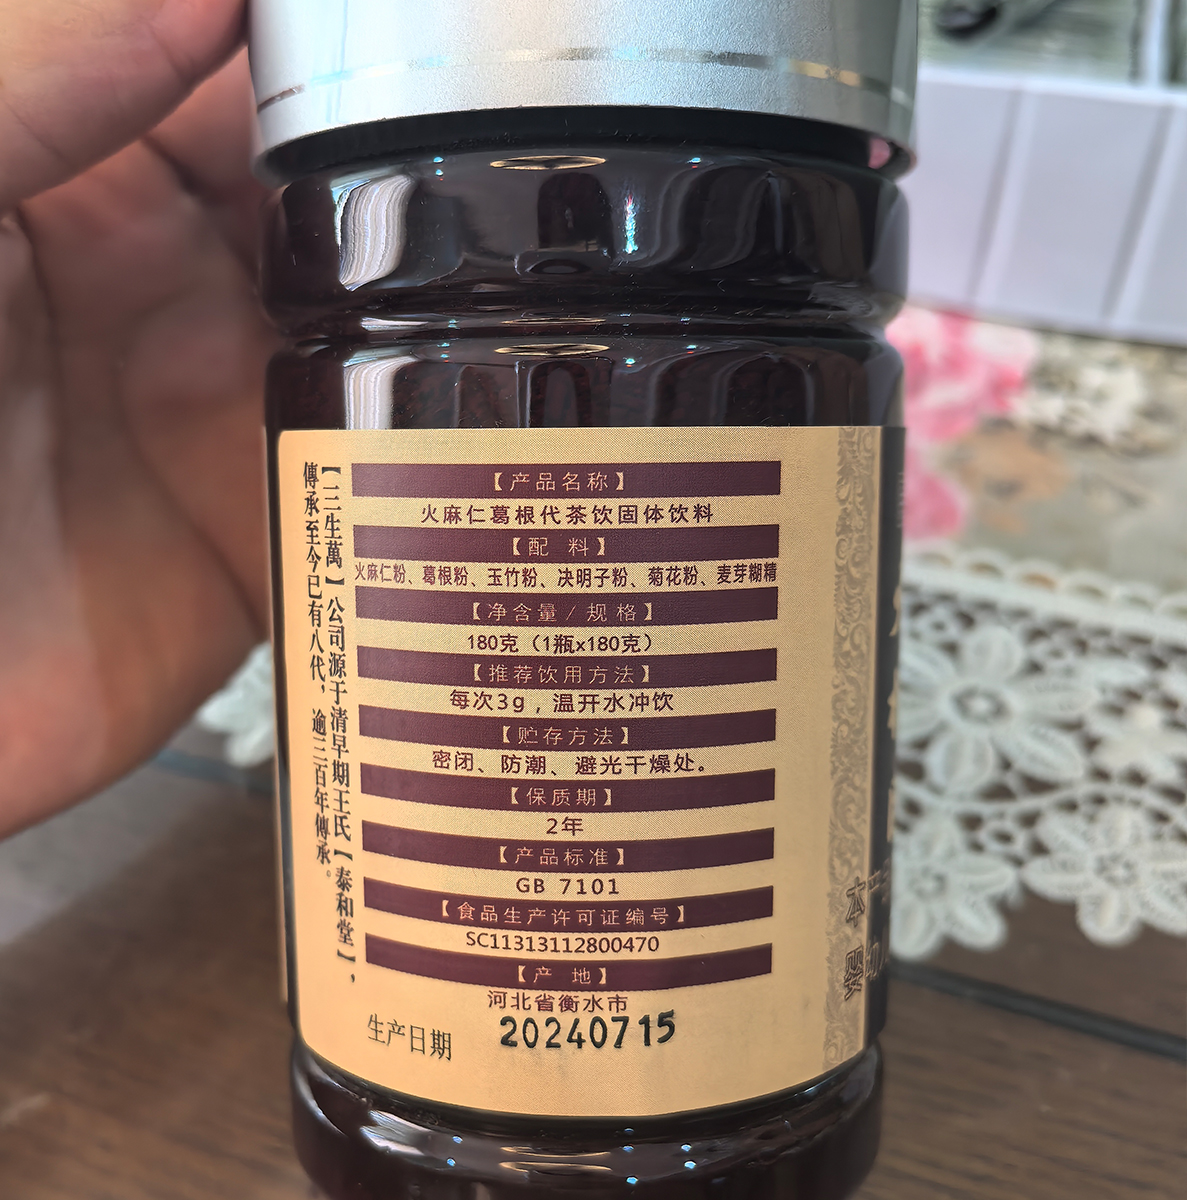 【产品名称】
火麻仁葛根代茶饮固体饮料
【配 料】
火麻仁粉、葛根粉、玉竹粉、决明子粉、菊花粉、麦芽糊精
【净含量/规格】
180克（1瓶x180克）
【推荐饮用方法】
每次3g，温开水冲饮
【贮存方法】
密闭、防潮、避光干燥处。
【保质期】
2年
【产品标准】
GB 7101
【食品生产许可证编号】
SC11313112800470
【产 地】
河北省衡水市
生产日期 20240715
【三生萬】公司源于清早期王氏【泰和堂】，
傳承至今已有八代，逾三百年傳承。
本产
婴幼